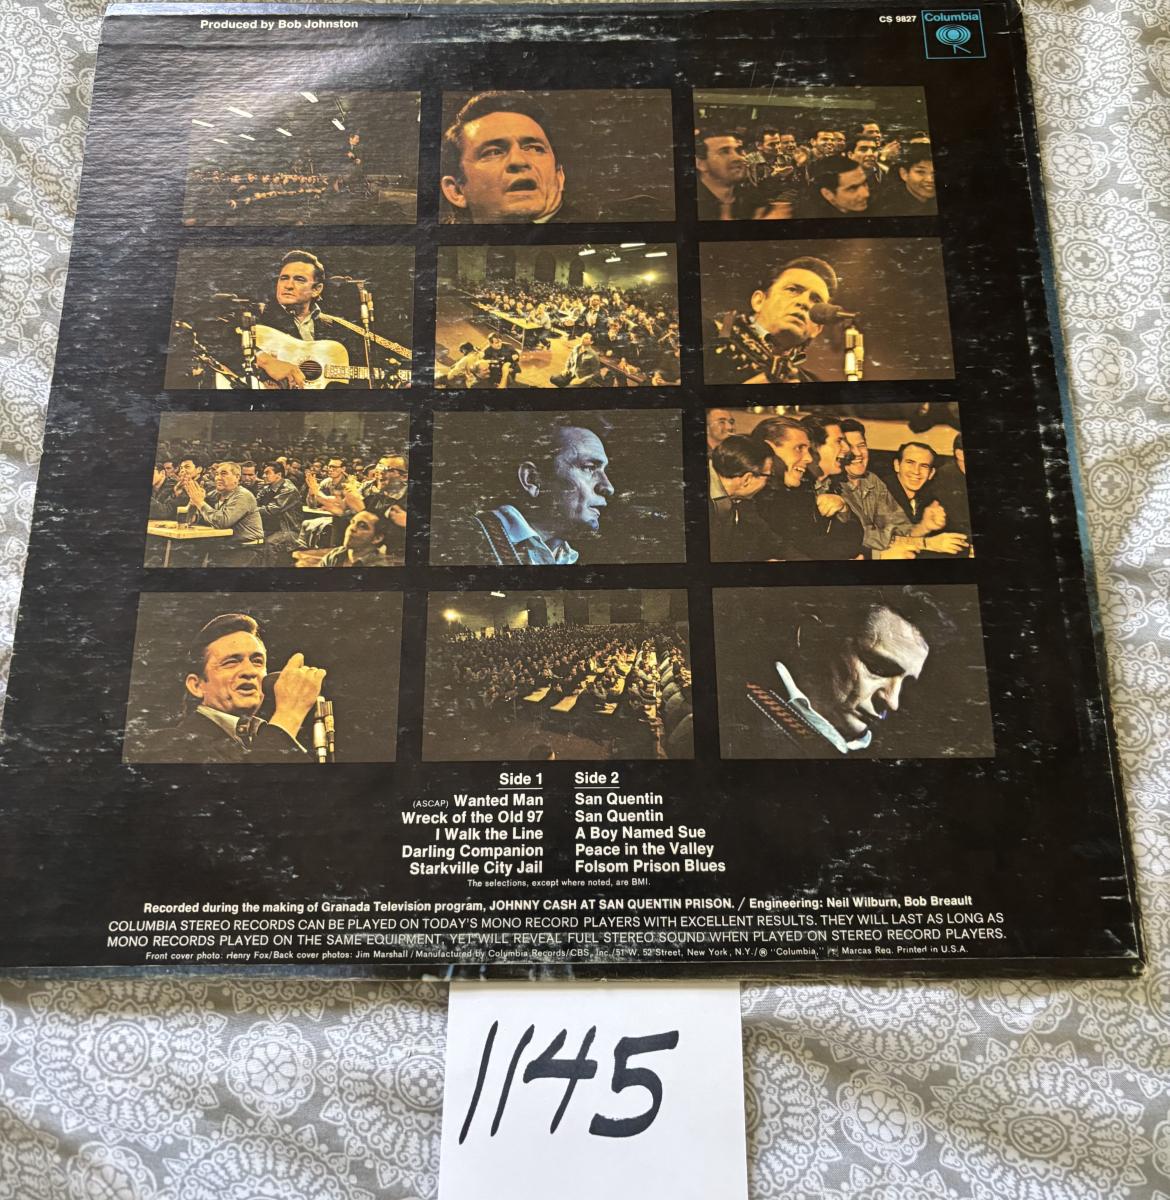 Produced by Bob Johnston
CS 9827
Columbia
Side 1
(ASCAP) Wanted Man
Wreck of the Old 97
I Walk the Line
Darling Companion
Starkville City Jail
Side 2
San Quentin
San Quentin
A Boy Named Sue
Peace in the Valley
Folsom Prison Blues
The selections, except where noted, are BMI.
Recorded during the making of Granada Television program, JOHNNY CASH AT SAN QUENTIN PRISON. / Engineering: Neil Wilburn, Bob Breault
COLUMBIA STEREO RECORDS CAN BE PLAYED ON TODAY'S MONO RECORD PLAYERS WITH EXCELLENT RESULTS. THEY WILL LAST AS LONG AS
MONO RECORDS PLAYED ON THE SAME EQUIPMENT, YET WILL REVEAL FULL STEREO SOUND WHEN PLAYED ON STEREO RECORD PLAYERS.
Front cover photo: Henry Fox/Back cover photos: Jim Marshall/Manufactured by Columbia Records/CBS, Inc./51 W. 52 Street, New York, N.Y./® "Columbia," Marcas Reg. Printed in U.S.A.
1145